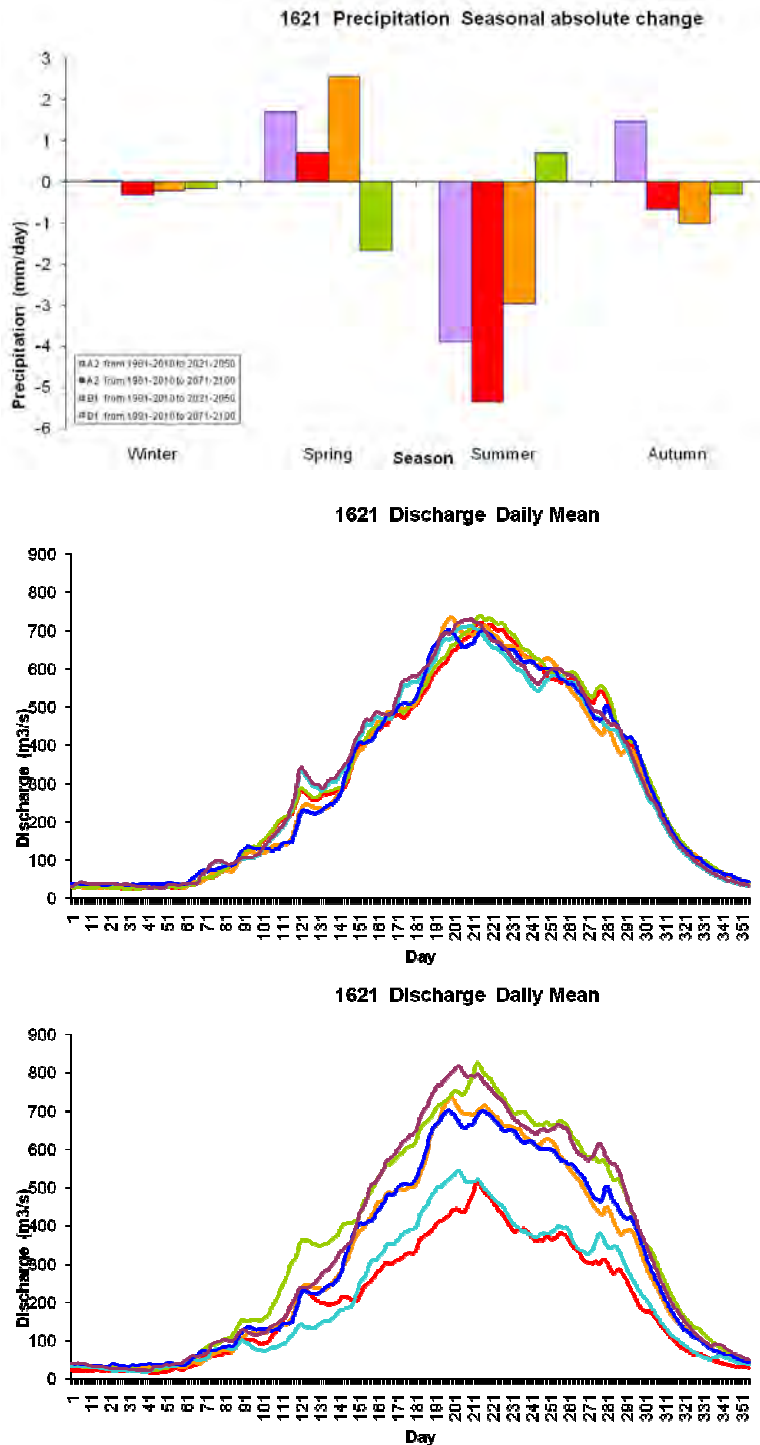 1621 Precipitation Seasonal absolute change
3
2
1
0
-1
-2
-3
-4
-5
-6
Precipitation (mm/day)
A2 from 1981-2010 to 2021-2050
A2 from 1981-2010 to 2071-2100
B1 from 1981-2010 to 2021-2050
B1 from 1981-2010 to 2071-2100
Winter Spring Summer Autumn
Season
1621 Discharge Daily Mean
900
800
700
600
500
400
300
200
100
0
Discharge (m3/s)
1 11 21 31 41 51 61 71 81 91 101 111 121 131 141 151 161 171 181 191 201 211 221 231 241 251 261 271 281 291 301 311 321 331 341 351
Day
1621 Discharge Daily Mean
900
800
700
600
500
400
300
200
100
0
Discharge (m3/s)
1 11 21 31 41 51 61 71 81 91 101 111 121 131 141 151 161 171 181 191 201 211 221 231 241 251 261 271 281 291 301 311 321 331 341 351
Day